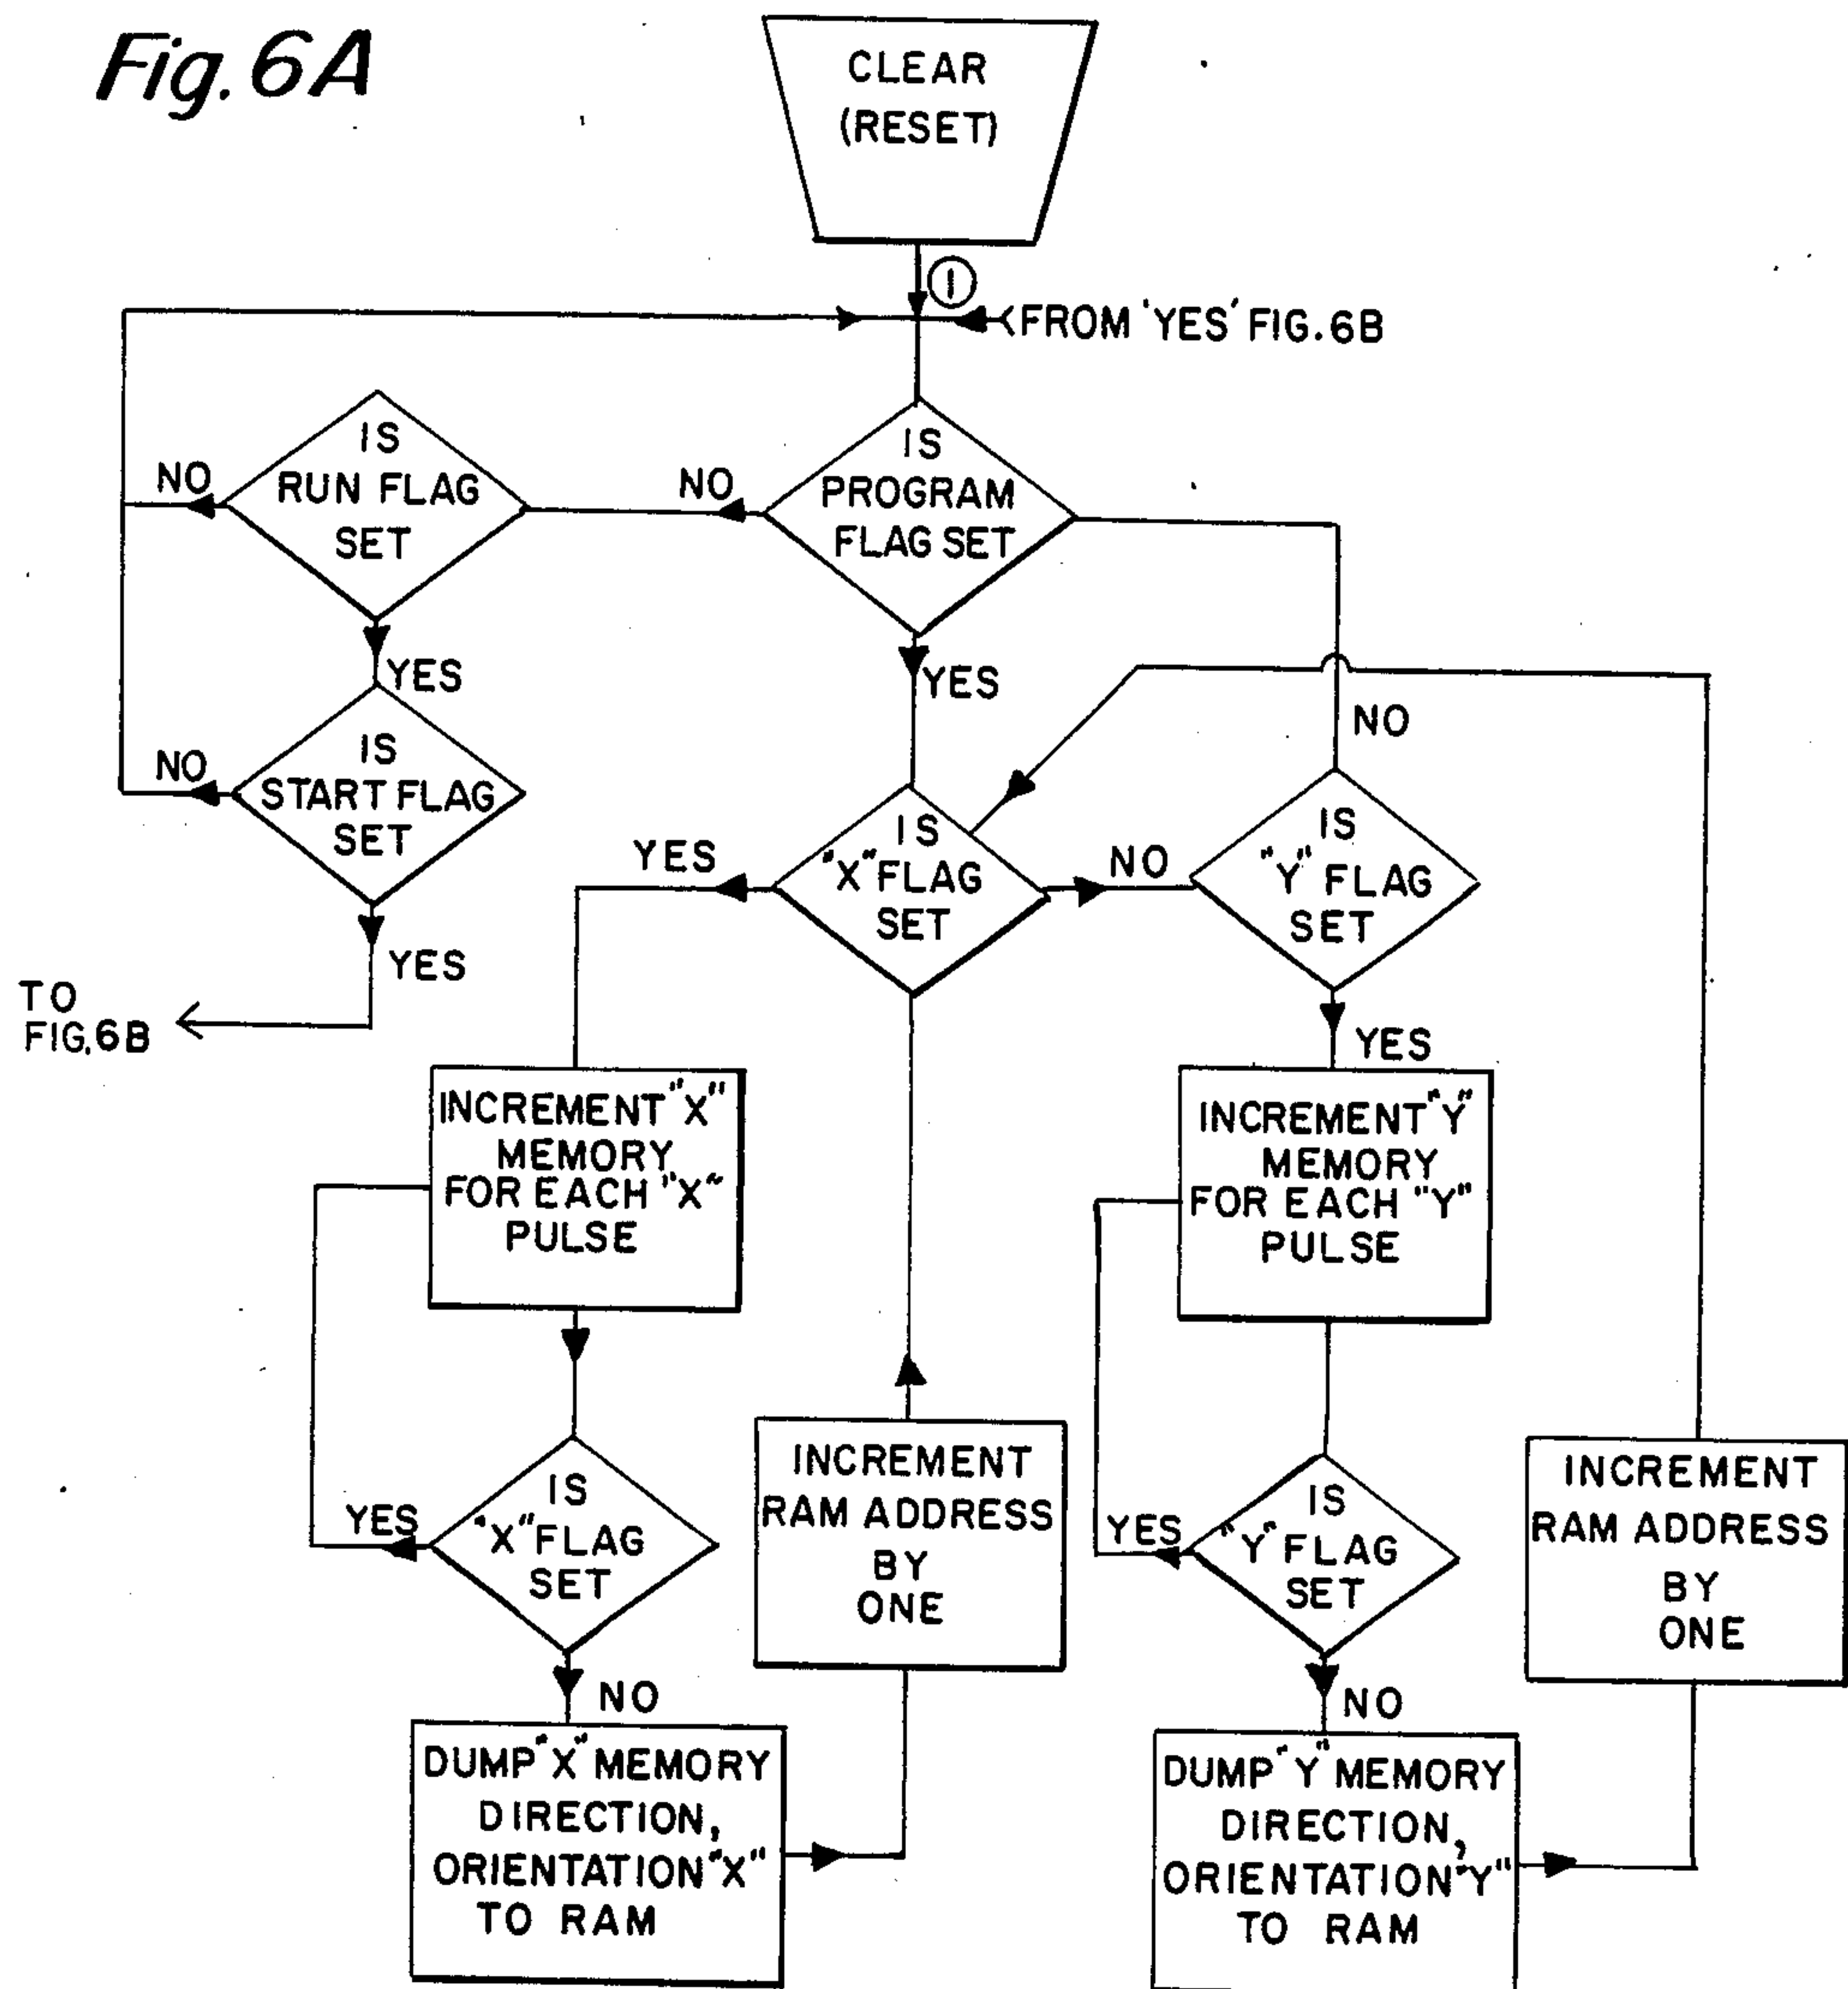 Fig. 6A
CLEAR
(RESET)
1
FROM 'YES' FIG. 6B
IS
RUN FLAG
SET
NO
NO
IS
PROGRAM
FLAG SET
YES
YES
NO
IS
START FLAG
SET
NO
YES
TO
FIG. 6B
IS
"X" FLAG
SET
YES
NO
IS
"Y" FLAG
SET
YES
INCREMENT "X"
MEMORY
FOR EACH "X"
PULSE
INCREMENT "Y"
MEMORY
FOR EACH "Y"
PULSE
IS
"X" FLAG
SET
YES
NO
INCREMENT
RAM ADDRESS
BY
ONE
IS
"Y" FLAG
SET
YES
NO
INCREMENT
RAM ADDRESS
BY
ONE
DUMP "X" MEMORY
DIRECTION,
ORIENTATION "X"
TO RAM
DUMP "Y" MEMORY
DIRECTION,
ORIENTATION "Y"
TO RAM